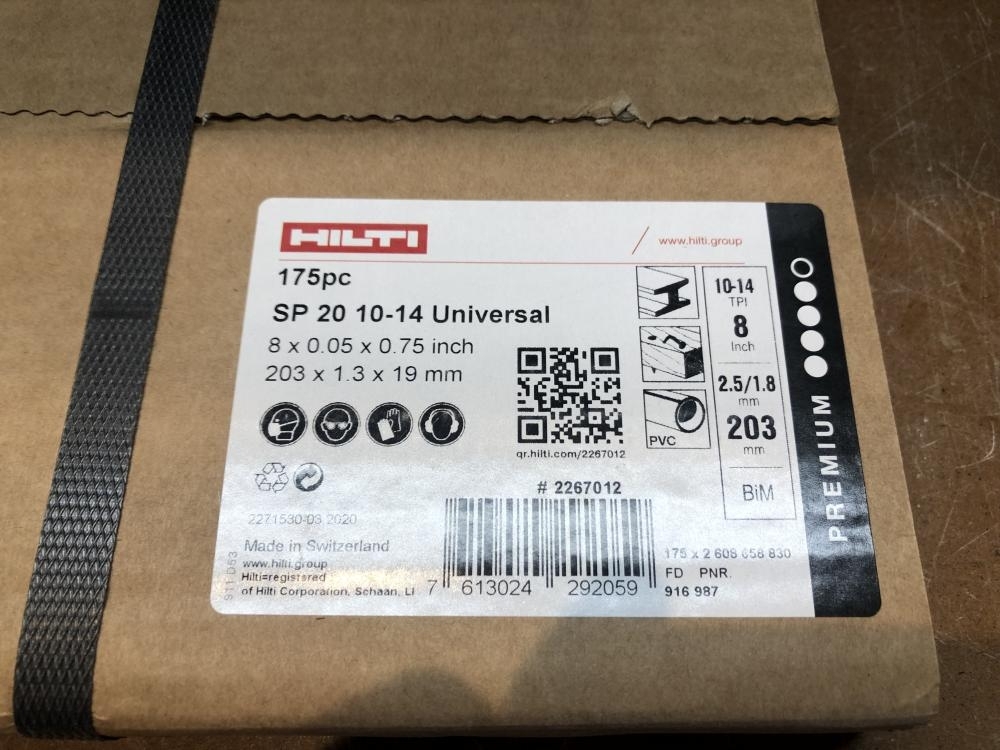 HILTI
www.hilti.group
175pc
SP 20 10-14 Universal
8 x 0.05 x 0.75 inch
203 x 1.3 x 19 mm
qr.hilti.com/2267012
PVC
10-14
TPI
8
Inch
2.5/1.8
mm
203
mm
BiM
PREMIUM
# 2267012
2271530-03.2020
Made in Switzerland
www.hilti.group
Hilti=registered
of Hilti Corporation, Schaan, LI
911 D63
7 613024 292059
175 x 2 608 658 830
FD PNR.
916 987